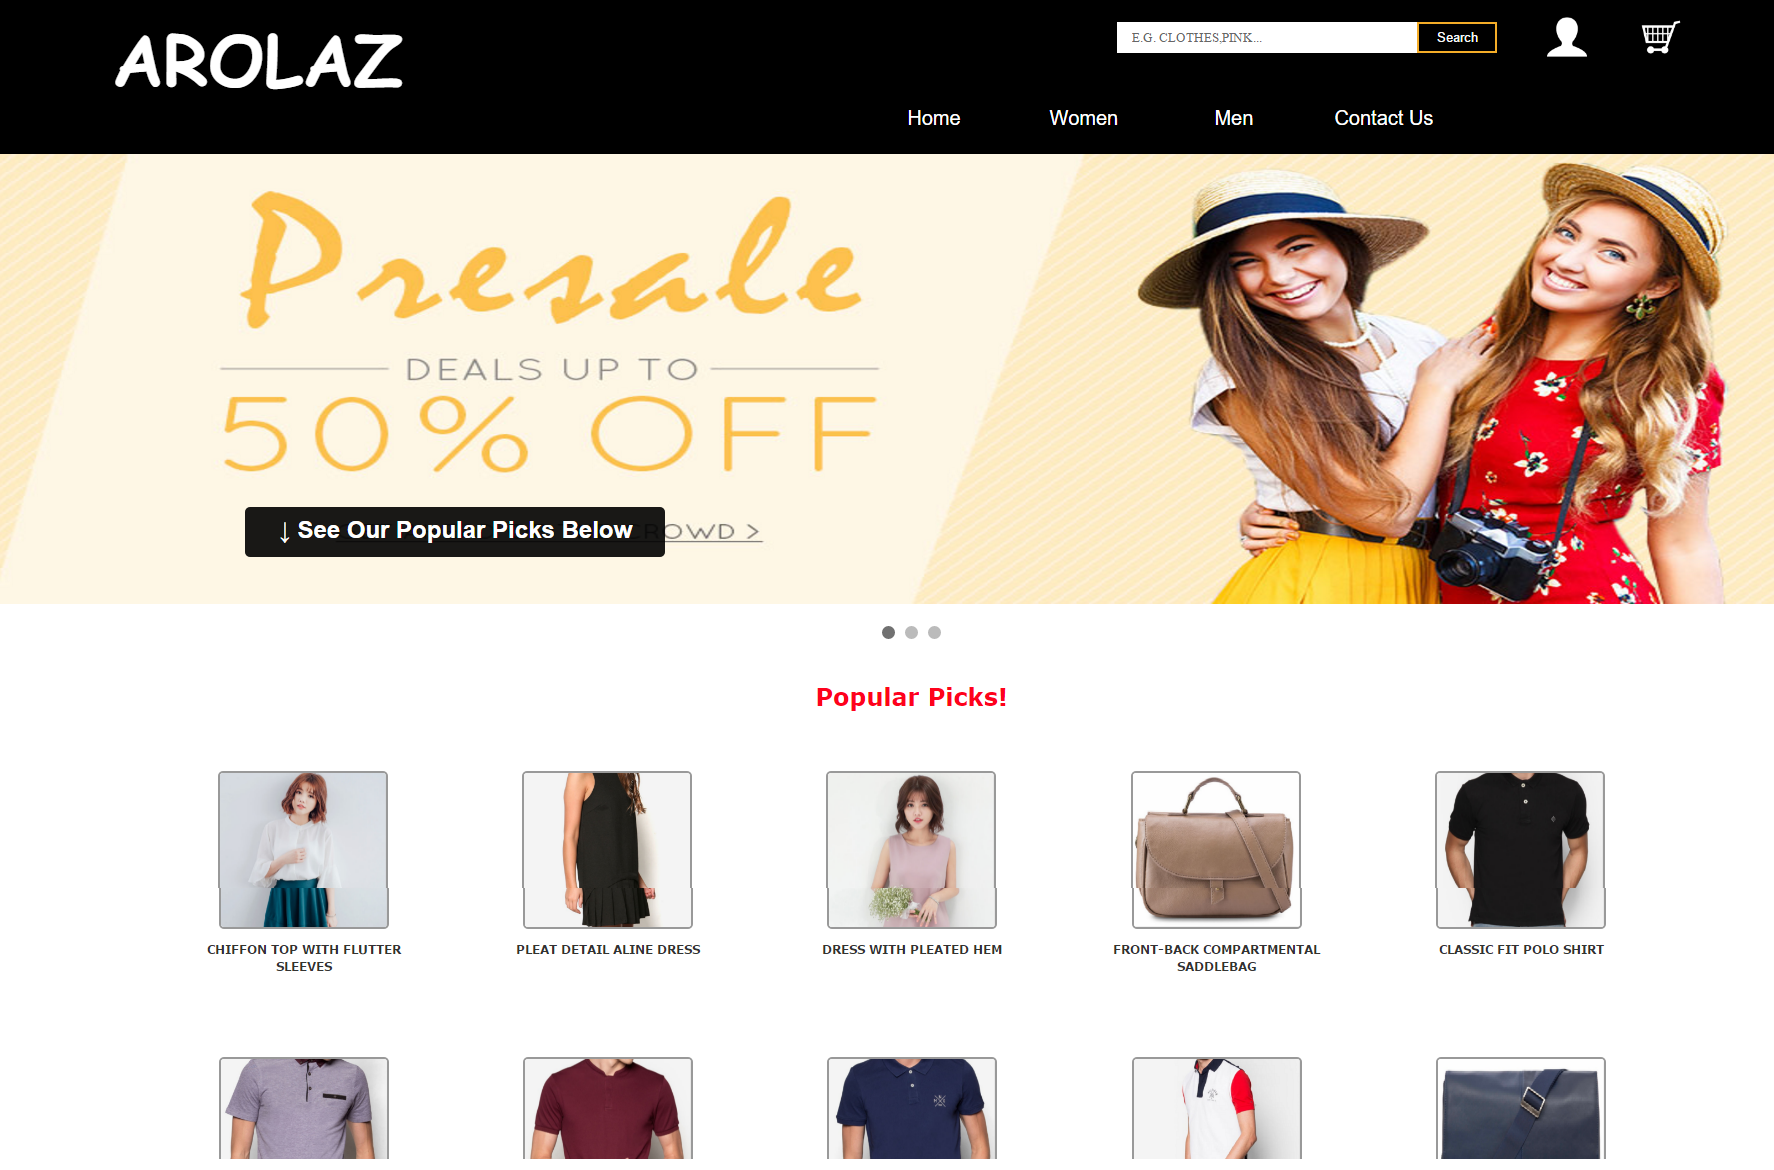 AROLAZ
E.G. CLOTHES,PINK...
Search
Home
Women
Men
Contact Us
Presale
DEALS UP TO
50% OFF
↓ See Our Popular Picks Below
CROWD >
Popular Picks!
CHIFFON TOP WITH FLUTTER
SLEEVES
PLEAT DETAIL ALINE DRESS
DRESS WITH PLEATED HEM
FRONT-BACK COMPARTMENTAL
SADDLEBAG
CLASSIC FIT POLO SHIRT